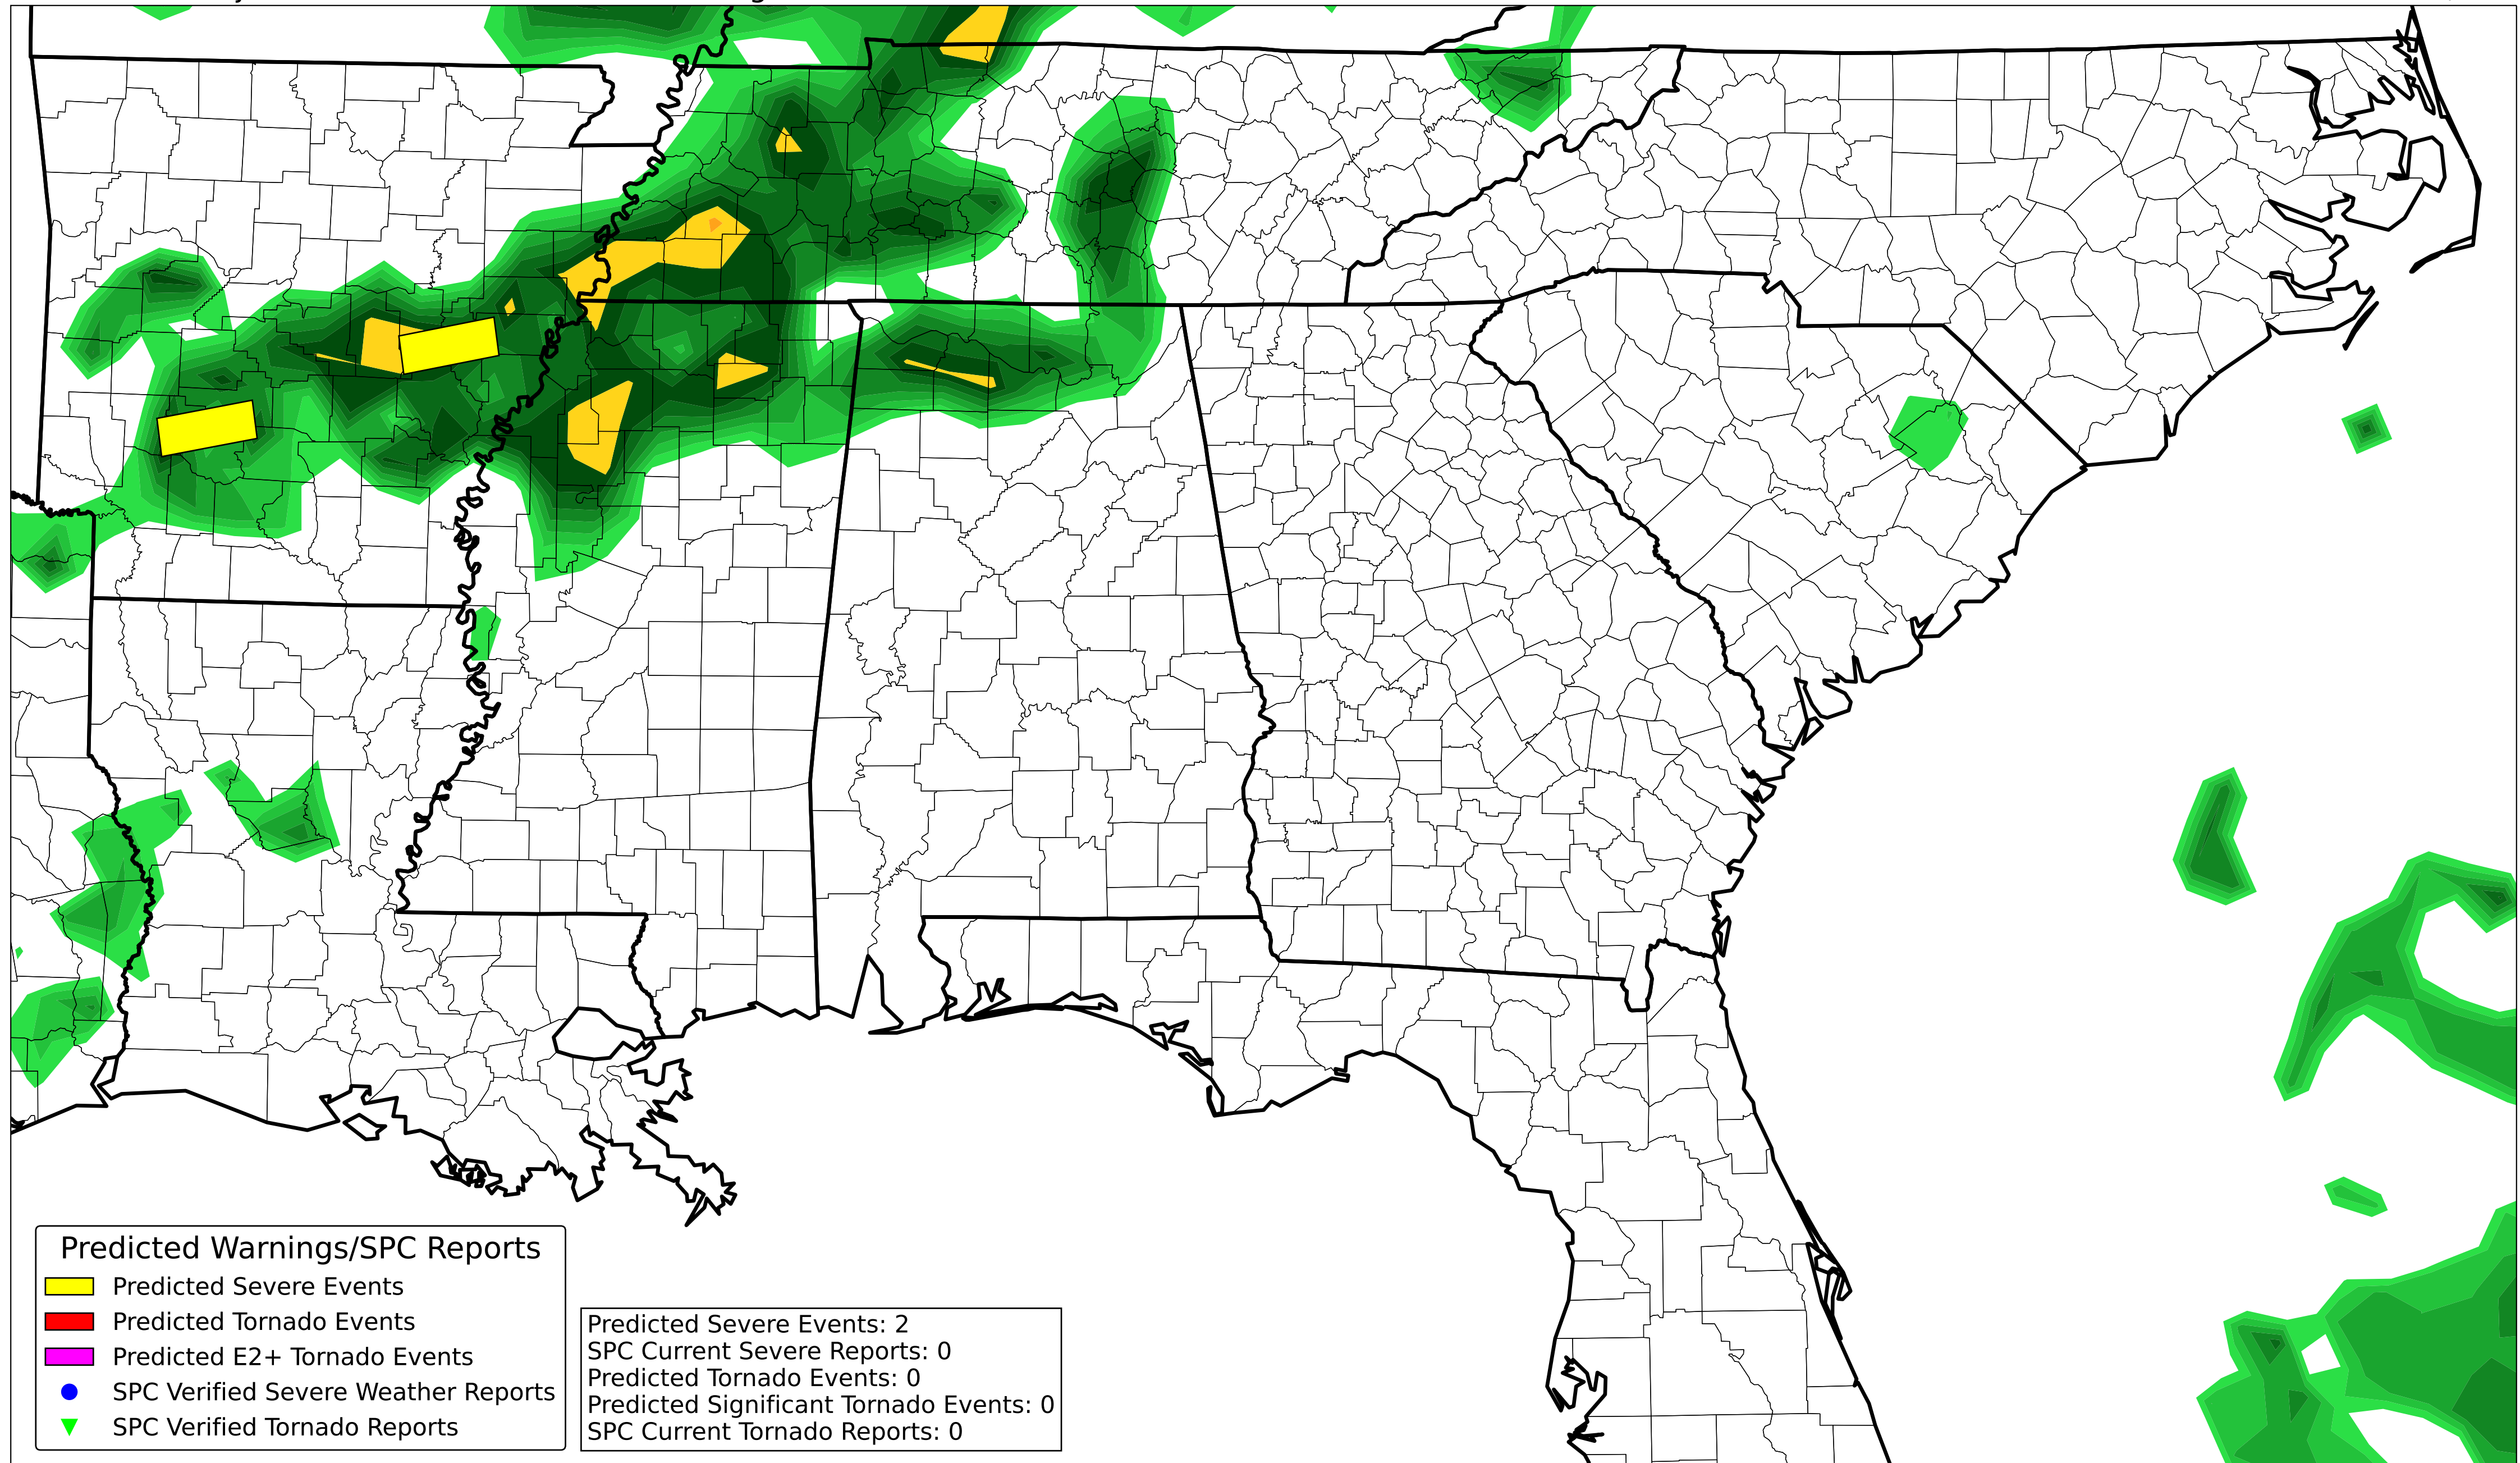 Predicted Warnings/SPC Reports
Predicted Severe Events
Predicted Tornado Events
Predicted E2+ Tornado Events
SPC Verified Severe Weather Reports
SPC Verified Tornado Reports
Predicted Severe Events: 2
SPC Current Severe Reports: 0
Predicted Tornado Events: 0
Predicted Significant Tornado Events: 0
SPC Current Tornado Reports: 0